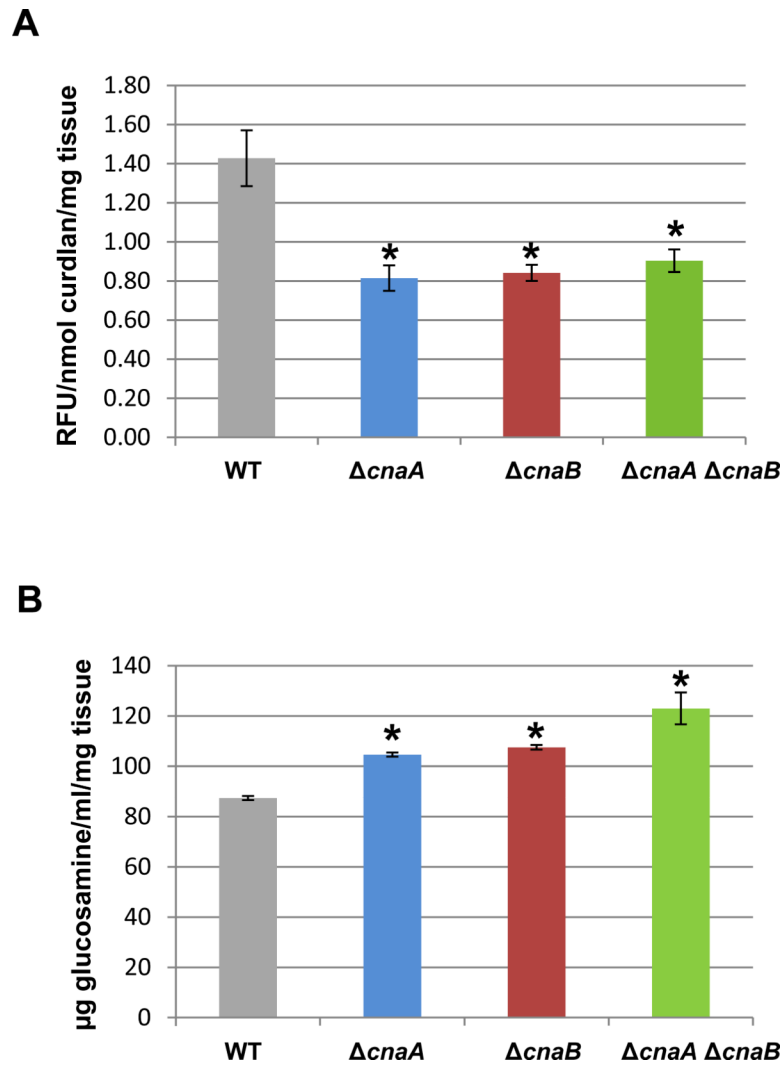 A
RFU/nmol curdlan/mg tissue
1.80
1.60
1.40
1.20
1.00
0.80
0.60
0.40
0.20
0.00
*
*
*
WT
ΔcnaA
ΔcnaB
ΔcnaA ΔcnaB
B
µg glucosamine/ml/mg tissue
140
120
100
80
60
40
20
0
*
*
*
WT
ΔcnaA
ΔcnaB
ΔcnaA ΔcnaB